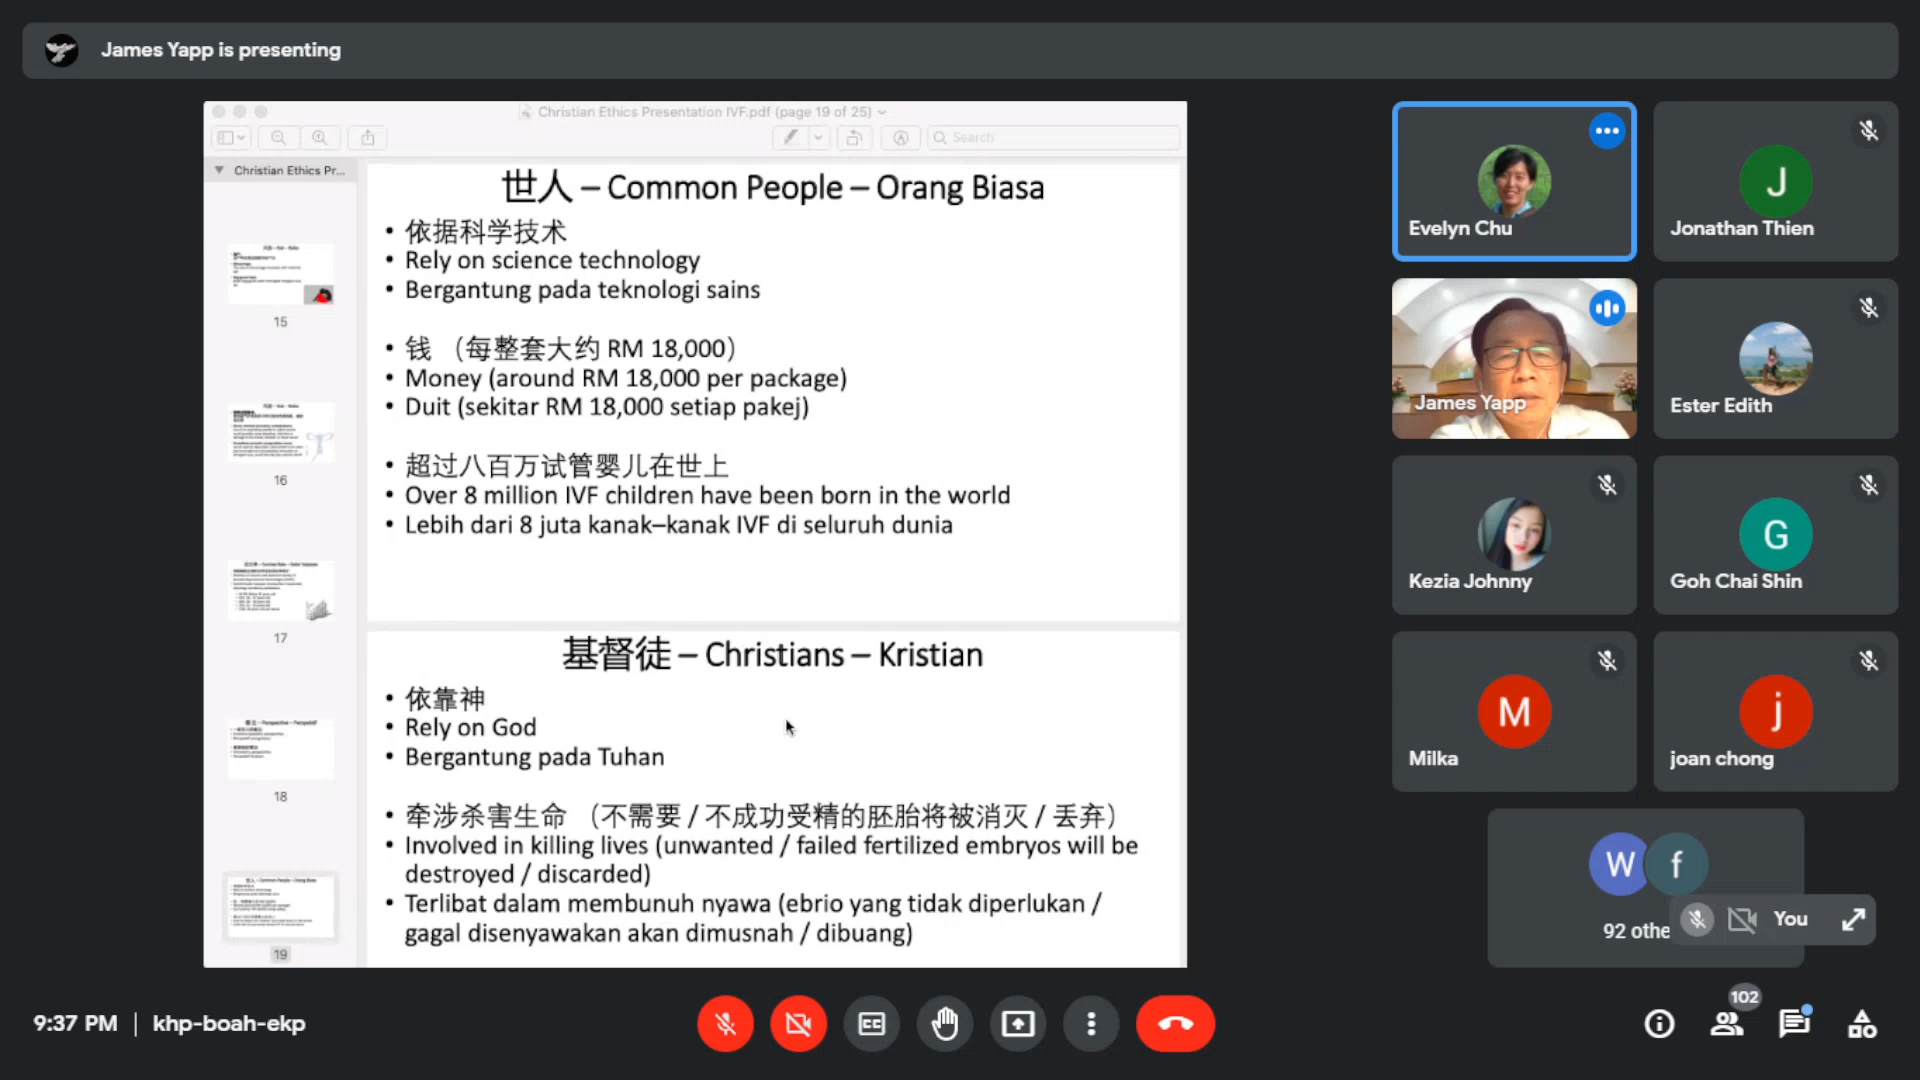 James Yapp is presenting
Christian Ethics Presentation IVF.pdf (page 19 of 25)
Search
Christian Ethics Pr...
15
16
17
18
19
世人 – Common People – Orang Biasa
• 依据科学技术
• Rely on science technology
• Bergantung pada teknologi sains
• 钱 （每整套大约 RM 18,000）
• Money (around RM 18,000 per package)
• Duit (sekitar RM 18,000 setiap pakej)
• 超过八百万试管婴儿在世上
• Over 8 million IVF children have been born in the world
• Lebih dari 8 juta kanak–kanak IVF di seluruh dunia
基督徒 – Christians – Kristian
• 依靠神
• Rely on God
• Bergantung pada Tuhan
• 牵涉杀害生命 （不需要 / 不成功受精的胚胎将被消灭 / 丢弃）
• Involved in killing lives (unwanted / failed fertilized embryos will be
destroyed / discarded)
• Terlibat dalam membunuh nyawa (ebrio yang tidak diperlukan /
gagal disenyawakan akan dimusnah / dibuang)
Evelyn Chu
J
Jonathan Thien
James Yapp
Ester Edith
Kezia Johnny
G
Goh Chai Shin
M
Milka
j
joan chong
W
f
92 othe
You
9:37 PM | khp-boah-ekp
CC
102